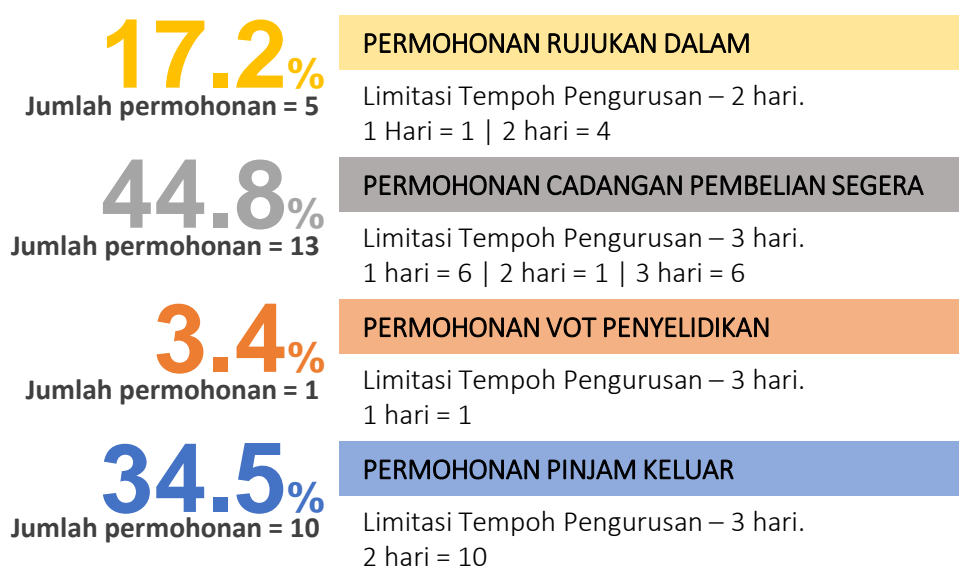 17.2%
Jumlah permohonan = 5
PERMOHONAN RUJUKAN DALAM
Limitasi Tempoh Pengurusan – 2 hari.
1 Hari = 1 | 2 hari = 4
44.8%
Jumlah permohonan = 13
PERMOHONAN CADANGAN PEMBELIAN SEGERA
Limitasi Tempoh Pengurusan – 3 hari.
1 hari = 6 | 2 hari = 1 | 3 hari = 6
3.4%
Jumlah permohonan = 1
PERMOHONAN VOT PENYELIDIKAN
Limitasi Tempoh Pengurusan – 3 hari.
1 hari = 1
34.5%
Jumlah permohonan = 10
PERMOHONAN PINJAM KELUAR
Limitasi Tempoh Pengurusan – 3 hari.
2 hari = 10